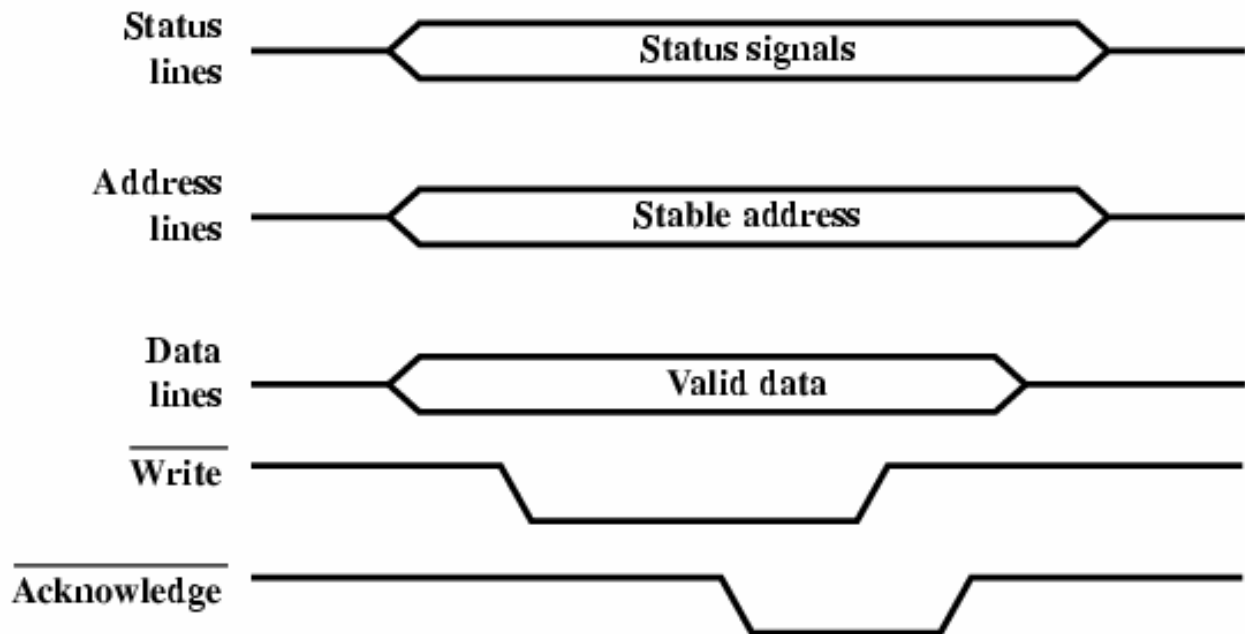 Status
lines
Status signals
Address
lines
Stable address
Data
lines
Valid data
Write
Acknowledge